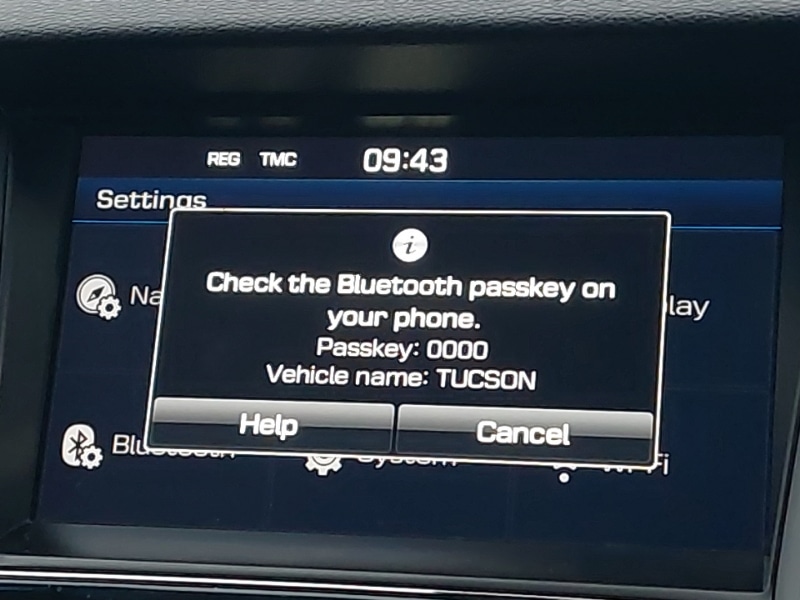 REG TMC 09:43
Settings
Check the Bluetooth passkey on
your phone.
Passkey: 0000
Vehicle name: TUCSON
Help Cancel